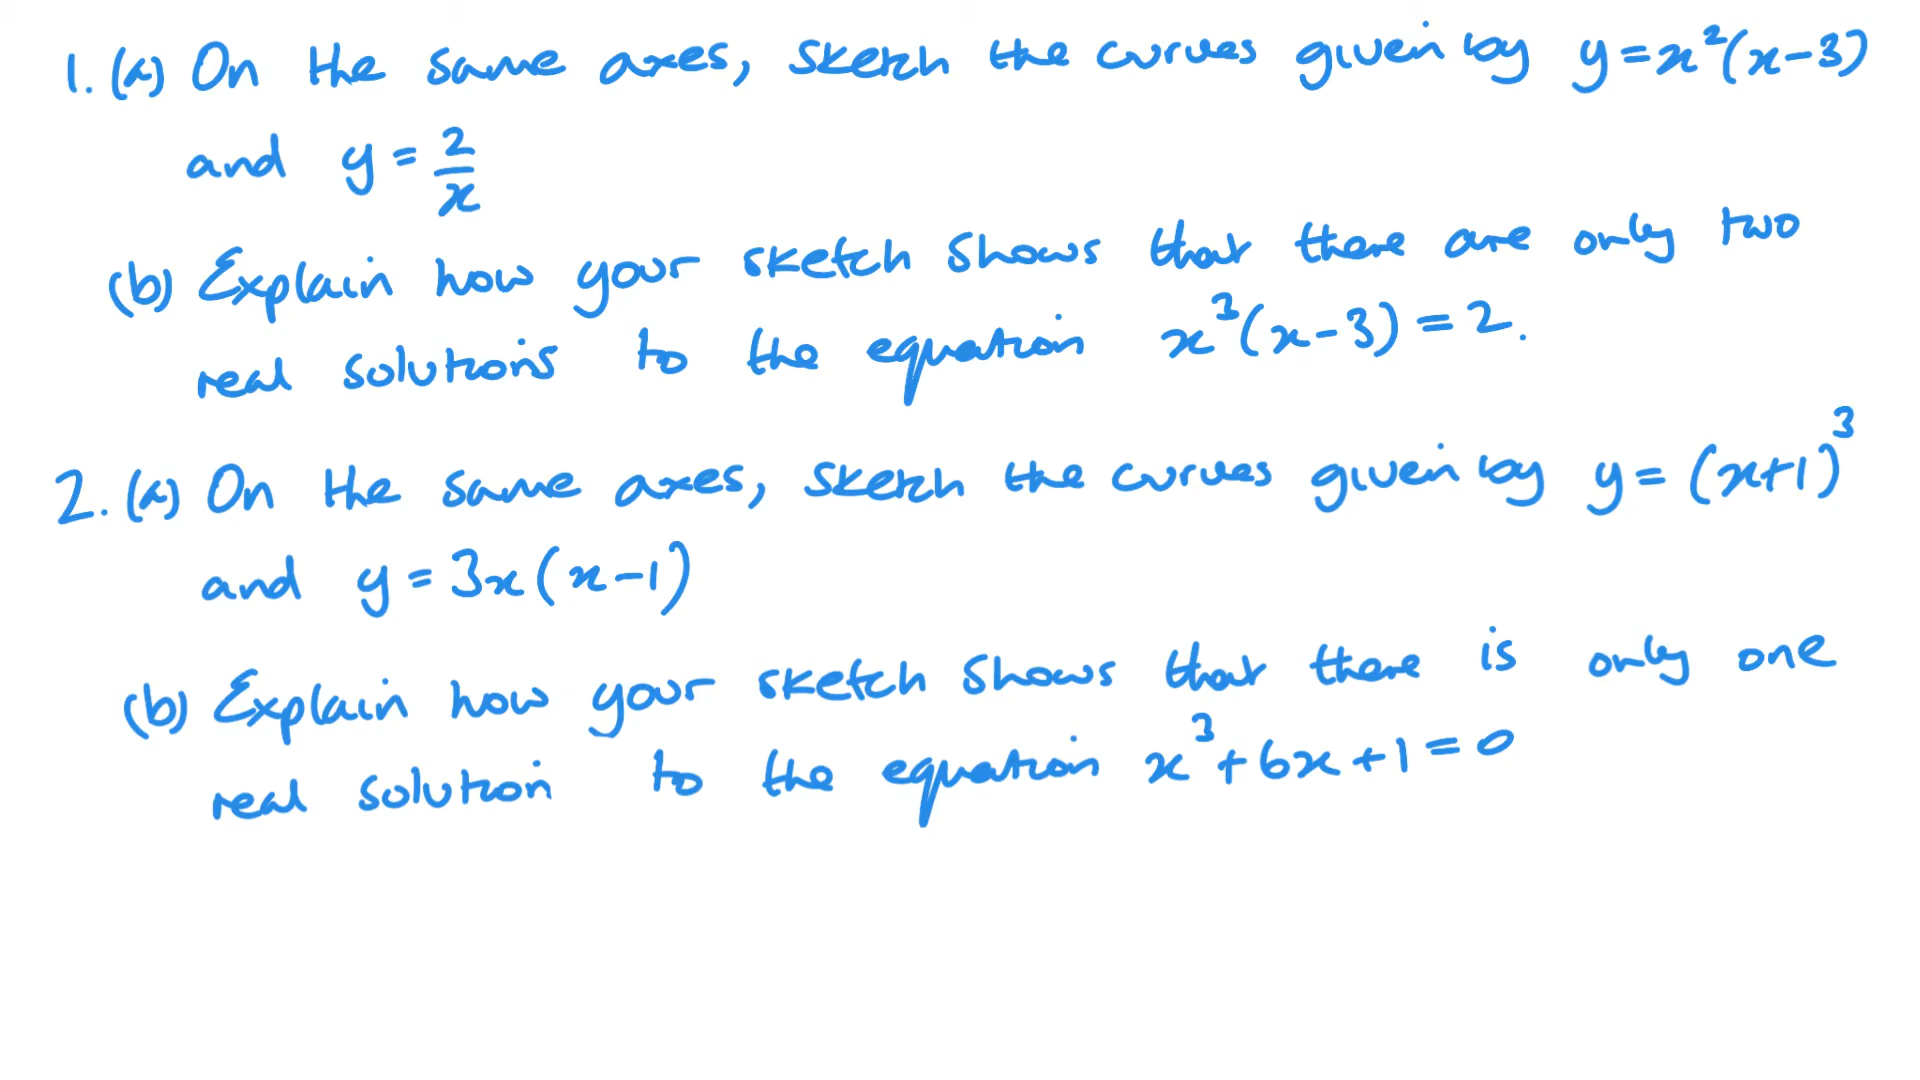 1. (a) On the same axes, sketch the curves given by y=x²(x-3)
and y = 2/x
(b) Explain how your sketch shows that there are only two
real solutions to the equation x³(x-3) = 2.
2. (a) On the same axes, sketch the curves given by y = (x+1)³
and y = 3x(x-1)
(b) Explain how your sketch shows that there is only one
real solution to the equation x³+6x+1=0